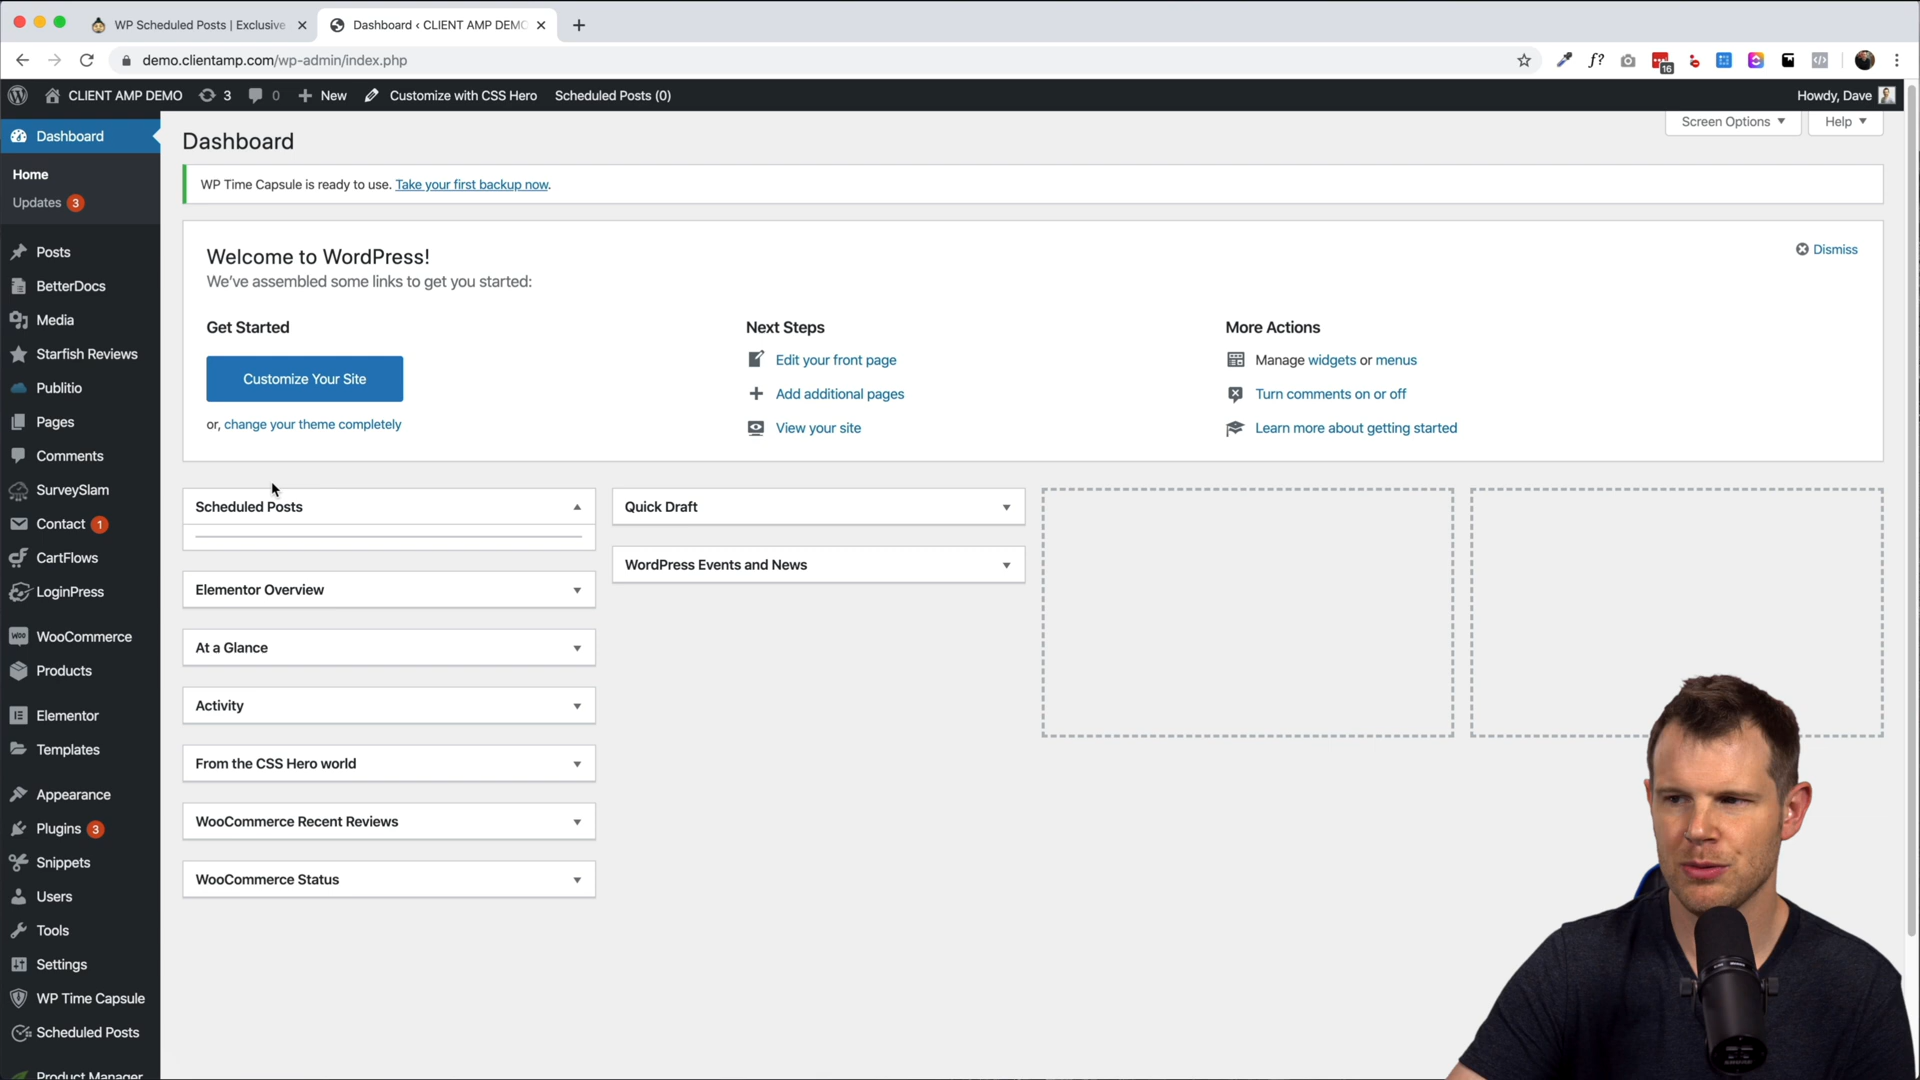 WP Scheduled Posts | Exclusive
Dashboard ‹ CLIENT AMP DEMO
demo.clientamp.com/wp-admin/index.php
f?
16
CLIENT AMP DEMO
3
0
New
Customize with CSS Hero
Scheduled Posts (0)
Howdy, Dave
Dashboard
Home
Updates 3
Posts
BetterDocs
Media
Starfish Reviews
Publitio
Pages
Comments
SurveySlam
Contact 1
CartFlows
LoginPress
WooCommerce
Products
Elementor
Templates
Appearance
Plugins 3
Snippets
Users
Tools
Settings
WP Time Capsule
Scheduled Posts
Product Manager
Dashboard
Screen Options
Help
WP Time Capsule is ready to use. Take your first backup now.
Welcome to WordPress!
Dismiss
We've assembled some links to get you started:
Get Started
Customize Your Site
or, change your theme completely
Next Steps
Edit your front page
Add additional pages
View your site
More Actions
Manage widgets or menus
Turn comments on or off
Learn more about getting started
Scheduled Posts
Elementor Overview
At a Glance
Activity
From the CSS Hero world
WooCommerce Recent Reviews
WooCommerce Status
Quick Draft
WordPress Events and News